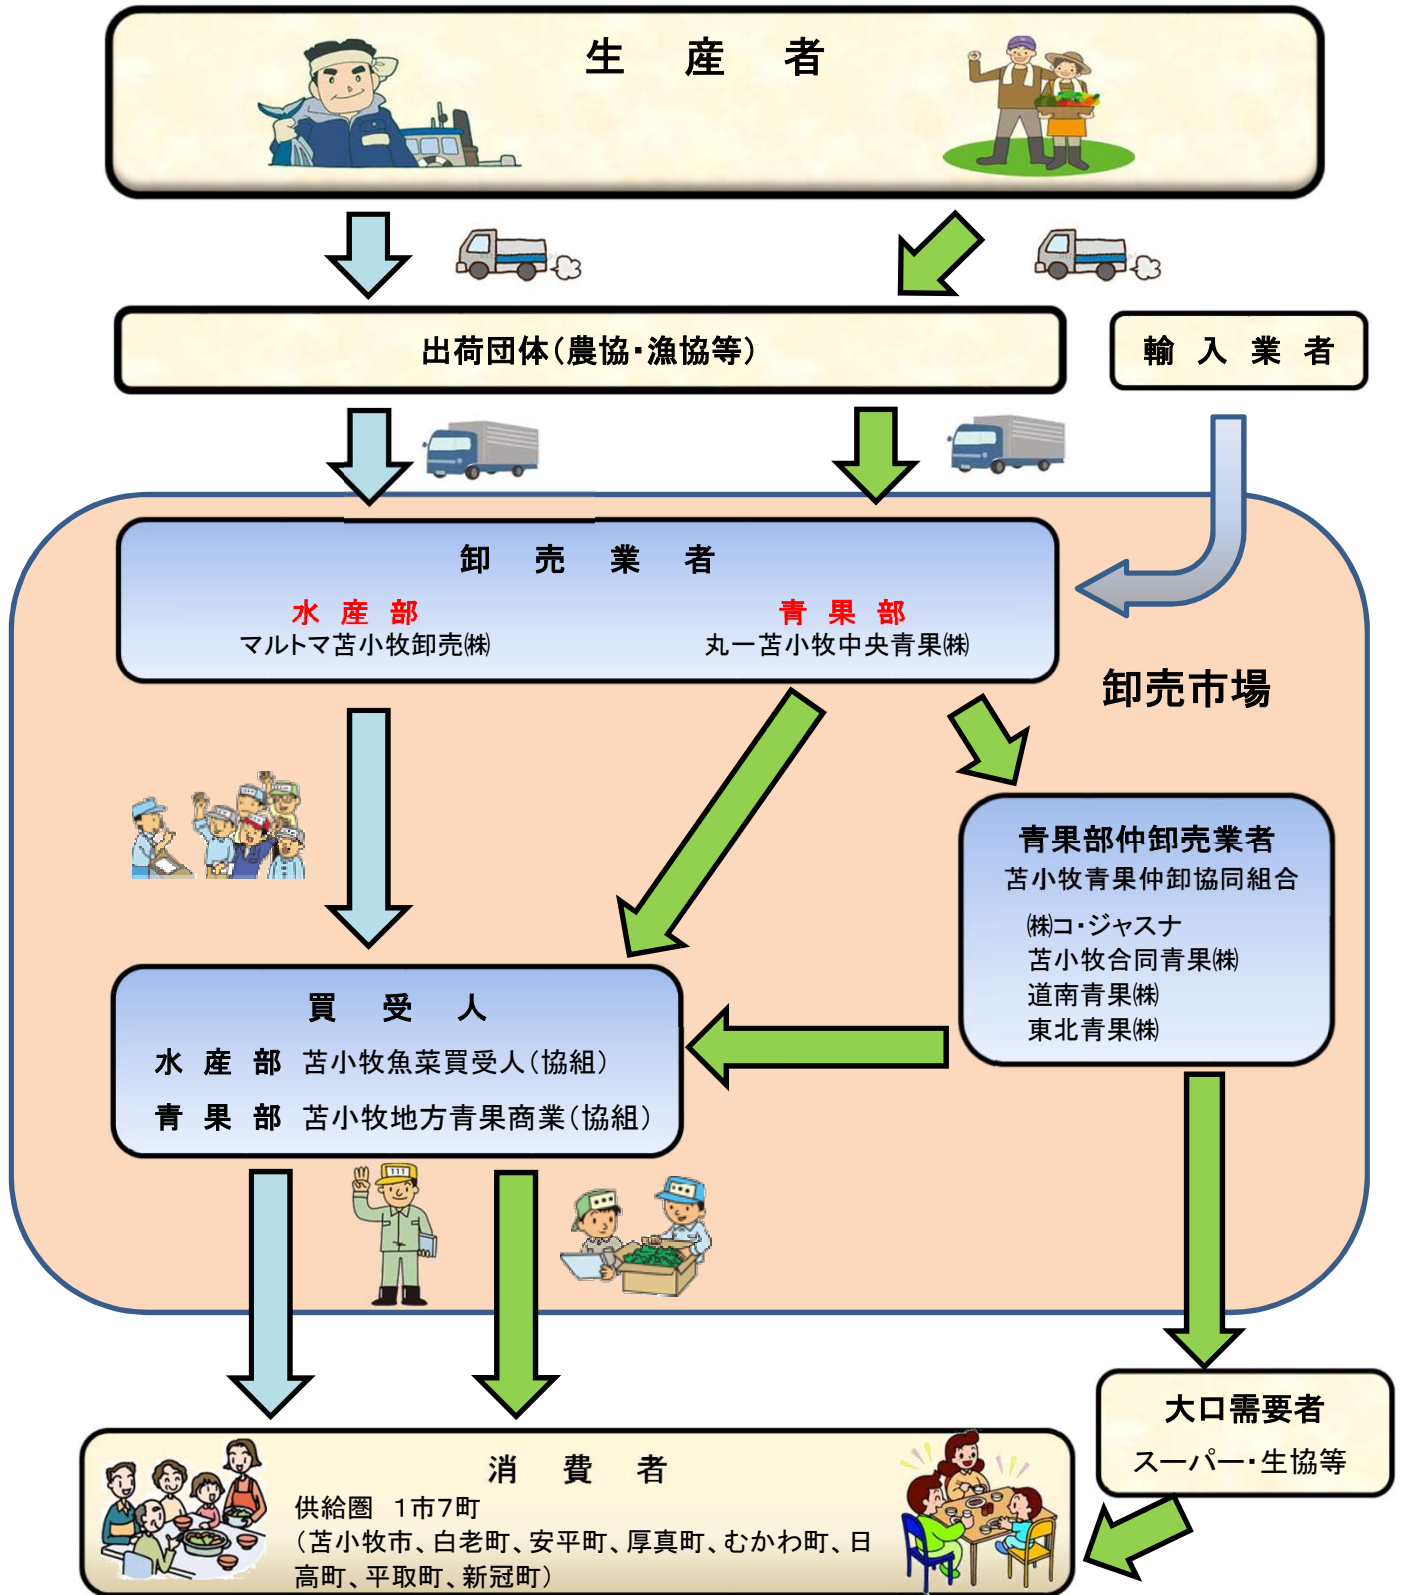 生 産 者
出荷団体(農協・漁協等)
輸 入 業 者
卸 売 業 者
水 産 部
マルトマ苫小牧卸売㈱
青 果 部
丸一苫小牧中央青果㈱
卸売市場
青果部仲卸売業者
苫小牧青果仲卸協同組合
㈱コ・ジャスナ
苫小牧合同青果㈱
道南青果㈱
東北青果㈱
買 受 人
水 産 部 苫小牧魚菜買受人(協組)
青 果 部 苫小牧地方青果商業(協組)
大口需要者
スーパー・生協等
消 費 者
供給圏 1市7町
(苫小牧市、白老町、安平町、厚真町、むかわ町、日
高町、平取町、新冠町)